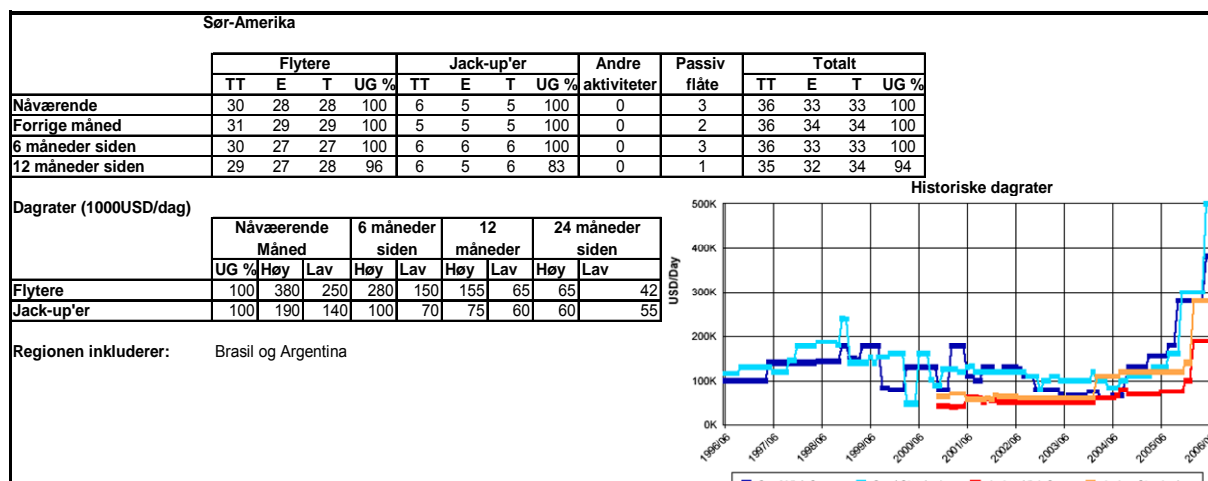 Sør-Amerika
Flytere Jack-up'er Andre Passiv Totalt
TT E T UG % TT E T UG % aktiviteter flåte TT E T UG %
Nåværende 30 28 28 100 6 5 5 100 0 3 36 33 33 100
Forrige måned 31 29 29 100 5 5 5 100 0 2 36 34 34 100
6 måneder siden 30 27 27 100 6 6 6 100 0 3 36 33 33 100
12 måneder siden 29 27 28 96 6 5 6 83 0 1 35 32 34 94
Historiske dagrater
Dagrater (1000USD/dag)
Nåvæerende 6 måneder 12 24 måneder
Måned siden måneder siden
UG % Høy Lav Høy Lav Høy Lav Høy Lav
Flytere 100 380 250 280 150 155 65 65 42
Jack-up'er 100 190 140 100 70 75 60 60 55
Regionen inkluderer: Brasil og Argentina
500K
400K
300K
200K
100K
0K
USD/Day
1996/06 1997/06 1998/06 1999/06 2000/06 2001/06 2002/06 2003/06 2004/06 2005/06 2006/0